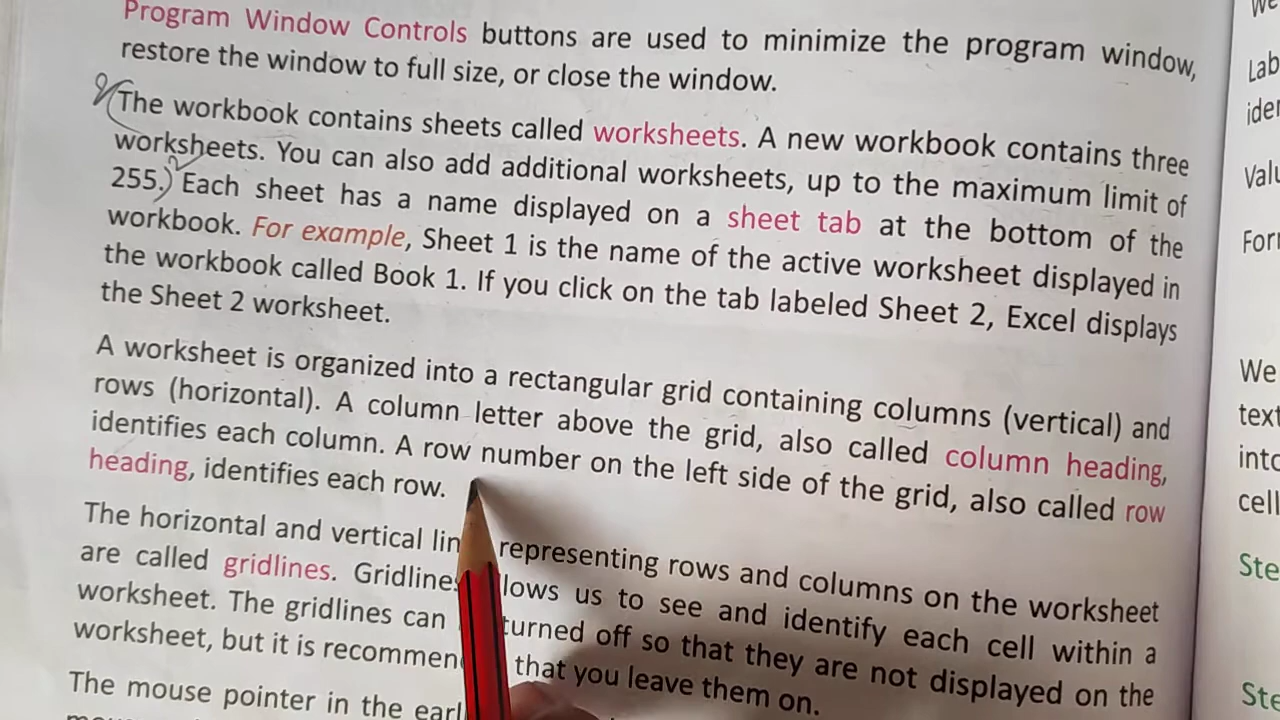 Program Window Controls buttons are used to minimize the program window,
restore the window to full size, or close the window.
The workbook contains sheets called worksheets. A new workbook contains three
worksheets. You can also add additional worksheets, up to the maximum limit of
255. Each sheet has a name displayed on a sheet tab at the bottom of the
workbook. For example, Sheet 1 is the name of the active worksheet displayed in
the workbook called Book 1. If you click on the tab labeled Sheet 2, Excel displays
the Sheet 2 worksheet.
A worksheet is organized into a rectangular grid containing columns (vertical) and
rows (horizontal). A column letter above the grid, also called column heading,
identifies each column. A row number on the left side of the grid, also called row
heading, identifies each row.
The horizontal and vertical representing rows and columns on the worksheet
are called gridlines. us to see and identify each cell within a
worksheet. The gridlines can turned off so that they are not displayed on the
worksheet, but it is that you leave them on.
The mouse pointer in the
We